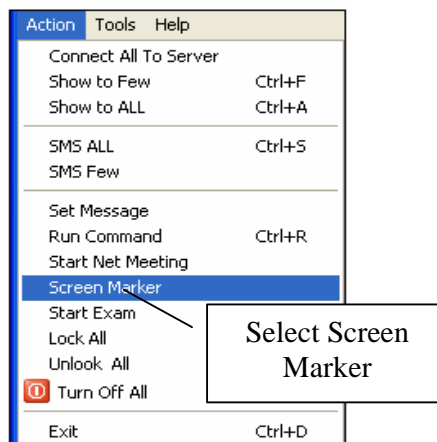 Action Tools Help
Connect All To Server
Show to Few Ctrl+F
Show to ALL Ctrl+A
SMS ALL Ctrl+S
SMS Few
Set Message
Run Command Ctrl+R
Start Net Meeting
Screen Marker
Start Exam
Lock All
Unlook All
Turn Off All
Exit Ctrl+D
Select Screen
Marker